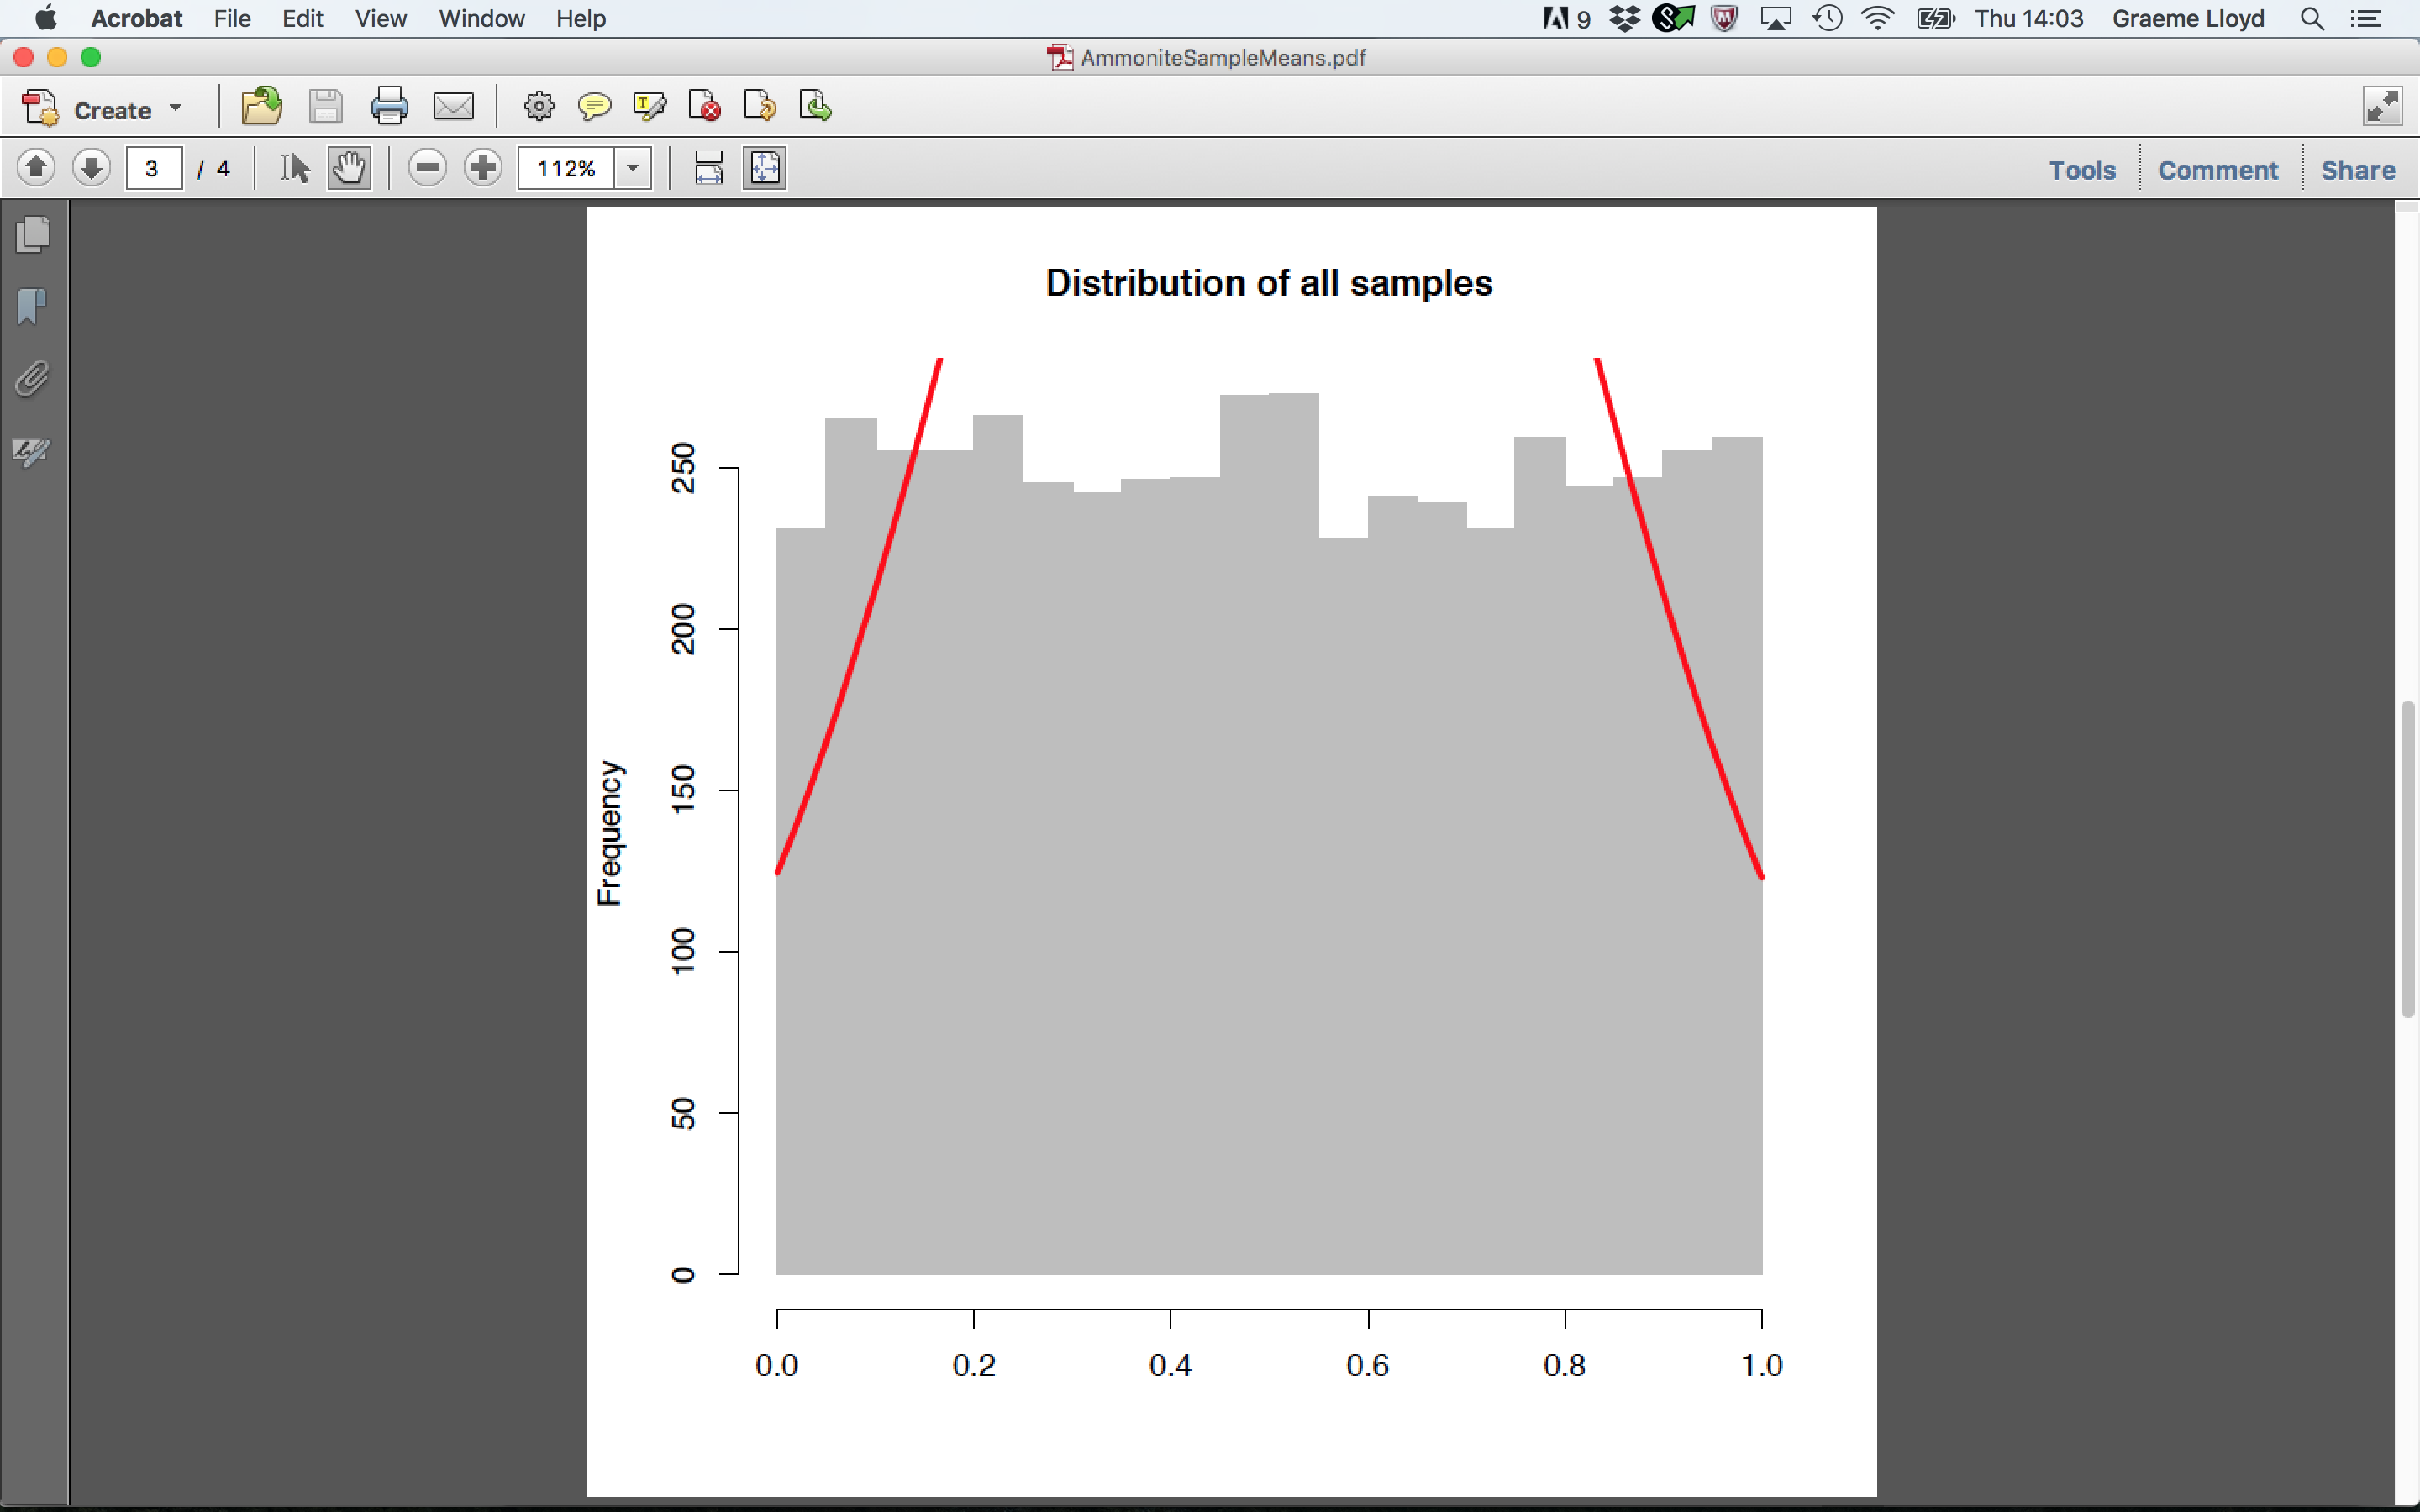 Acrobat File Edit View Window Help 9 Thu 14:03 Graeme Lloyd
AmmoniteSampleMeans.pdf
Create
3 / 4 112% Tools Comment Share
Distribution of all samples
Frequency
250
200
150
100
50
0
0.0 0.2 0.4 0.6 0.8 1.0